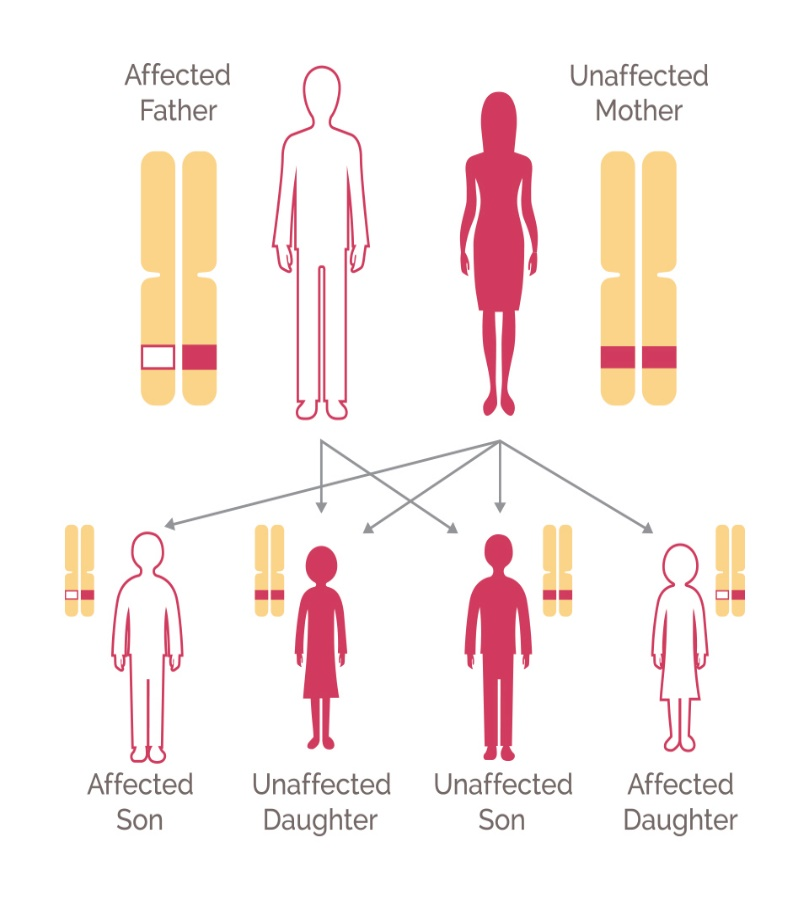 Affected
Father
Unaffected
Mother
Affected
Son
Unaffected
Daughter
Unaffected
Son
Affected
Daughter